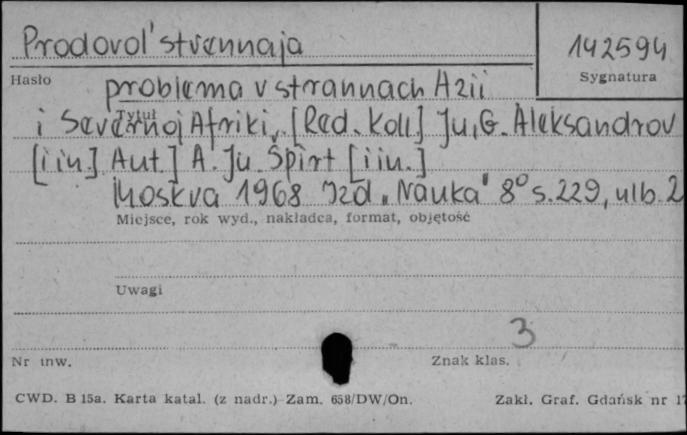 Prodovol'stvennaja
142594
Hasło
Sygnatura
problema v strannach Azii
Tytuł
i Severnoj Afriki, [Red. Koll] Ju. G. Aleksandrov
[i in] Aut.] A. Ju. Špirt [i in.]
Moskva 1968 Izd. "Nauka" 8° s. 229, ulb. 2
Miejsce, rok wyd., nakładca, format, objętość
Uwagi
3
Nr inw.
Znak klas.
CWD. B 15a. Karta katal. (z nadr.) Zam. 658/DW/On.
Zakł. Graf. Gdańsk nr